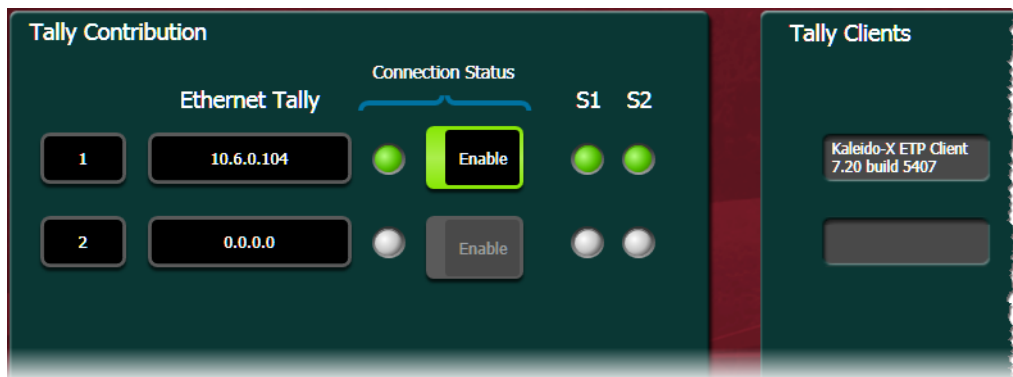 Tally Contribution
Tally Clients
Connection Status
Ethernet Tally
S1 S2
1
10.6.0.104
Enable
Kaleido-X ETP Client
7.20 build 5407
2
0.0.0.0
Enable